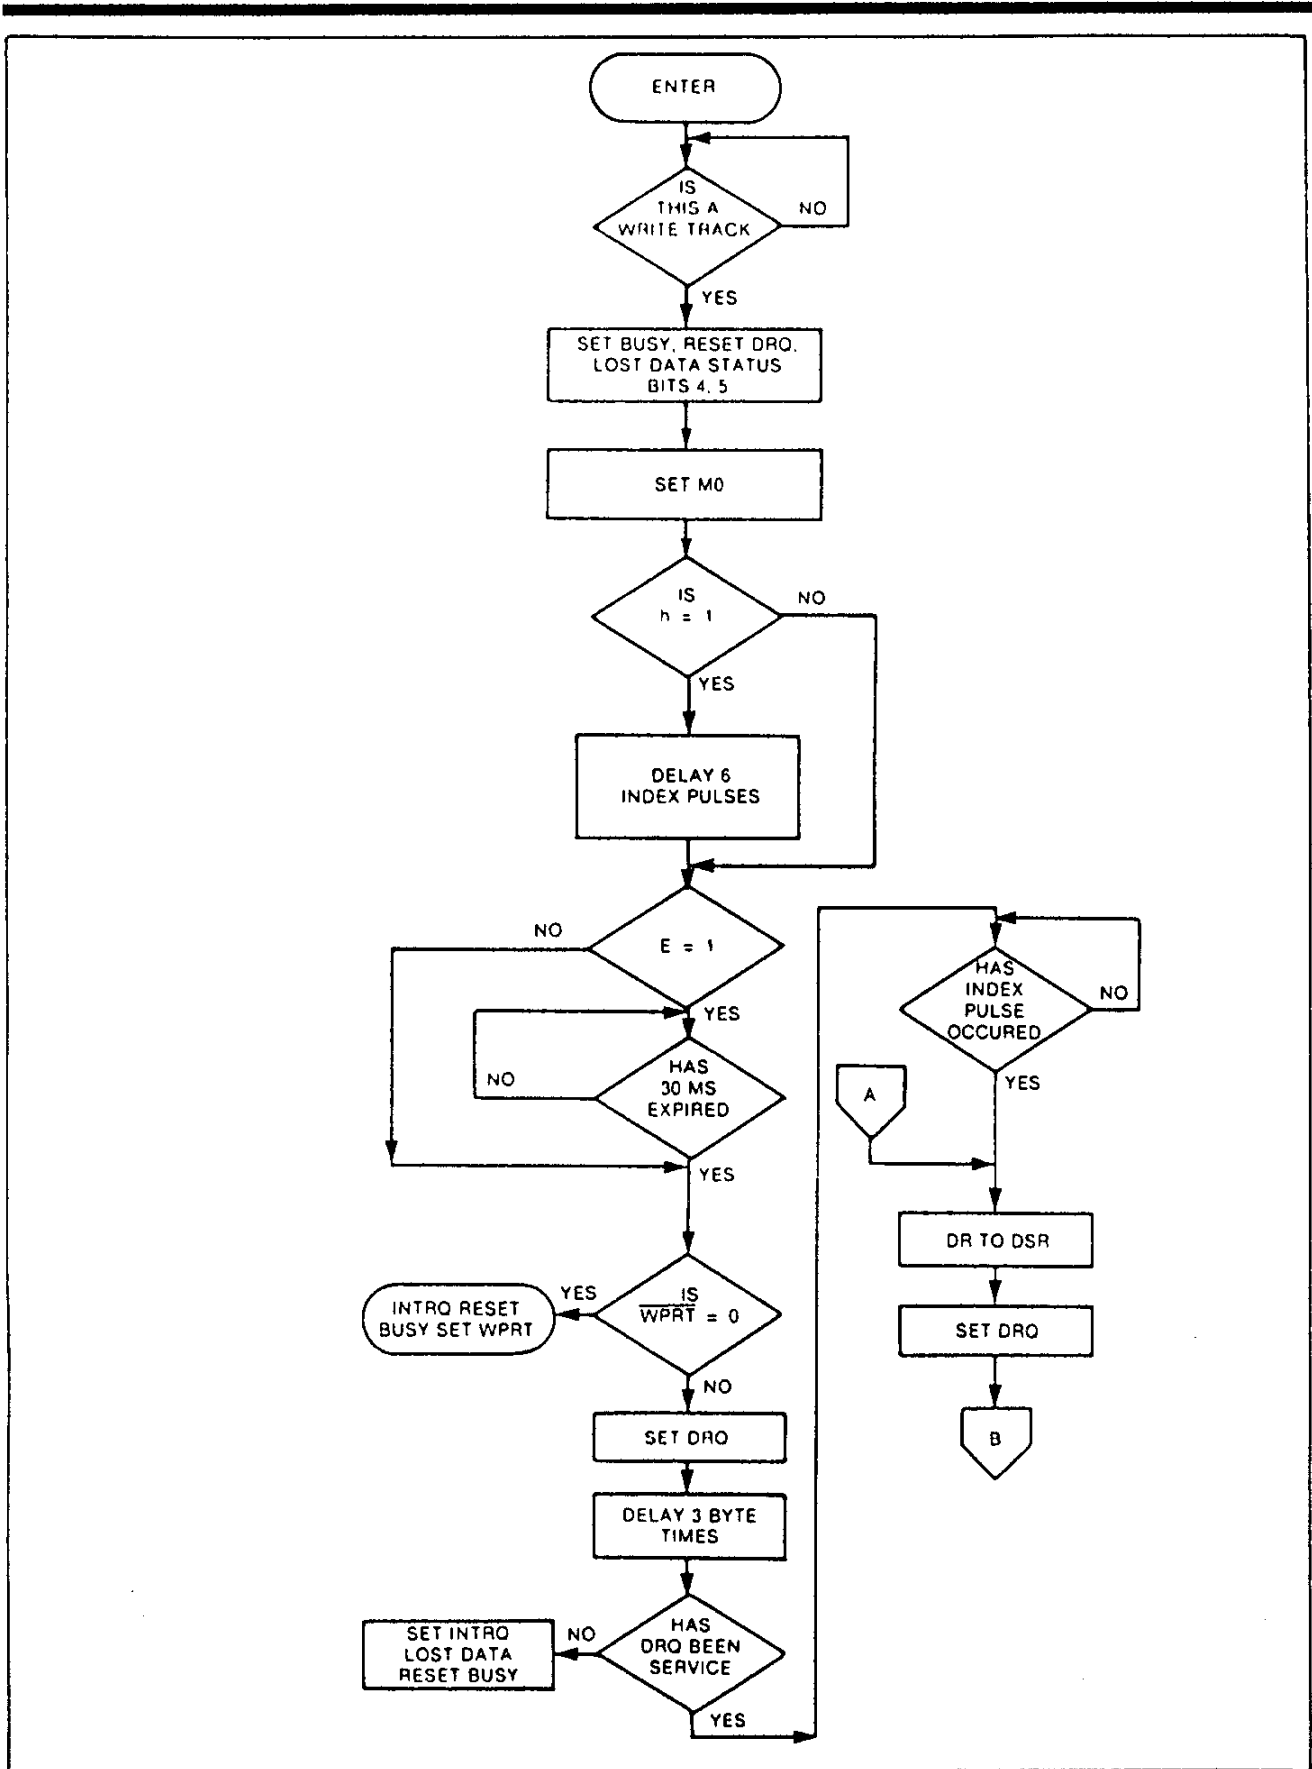 ENTER
IS
THIS A
WRITE TRACK
NO
YES
SET BUSY, RESET DRQ,
LOST DATA STATUS
BITS 4, 5
SET M0
IS
h = 1
NO
YES
DELAY 6
INDEX PULSES
E = 1
NO
YES
HAS
30 MS
EXPIRED
NO
YES
IS
WPRT = 0
YES
INTRQ RESET
BUSY SET WPRT
NO
SET DRQ
DELAY 3 BYTE
TIMES
HAS
DRQ BEEN
SERVICE
NO
SET INTRQ
LOST DATA
RESET BUSY
YES
HAS
INDEX
PULSE
OCCURED
NO
YES
A
DR TO DSR
SET DRQ
B